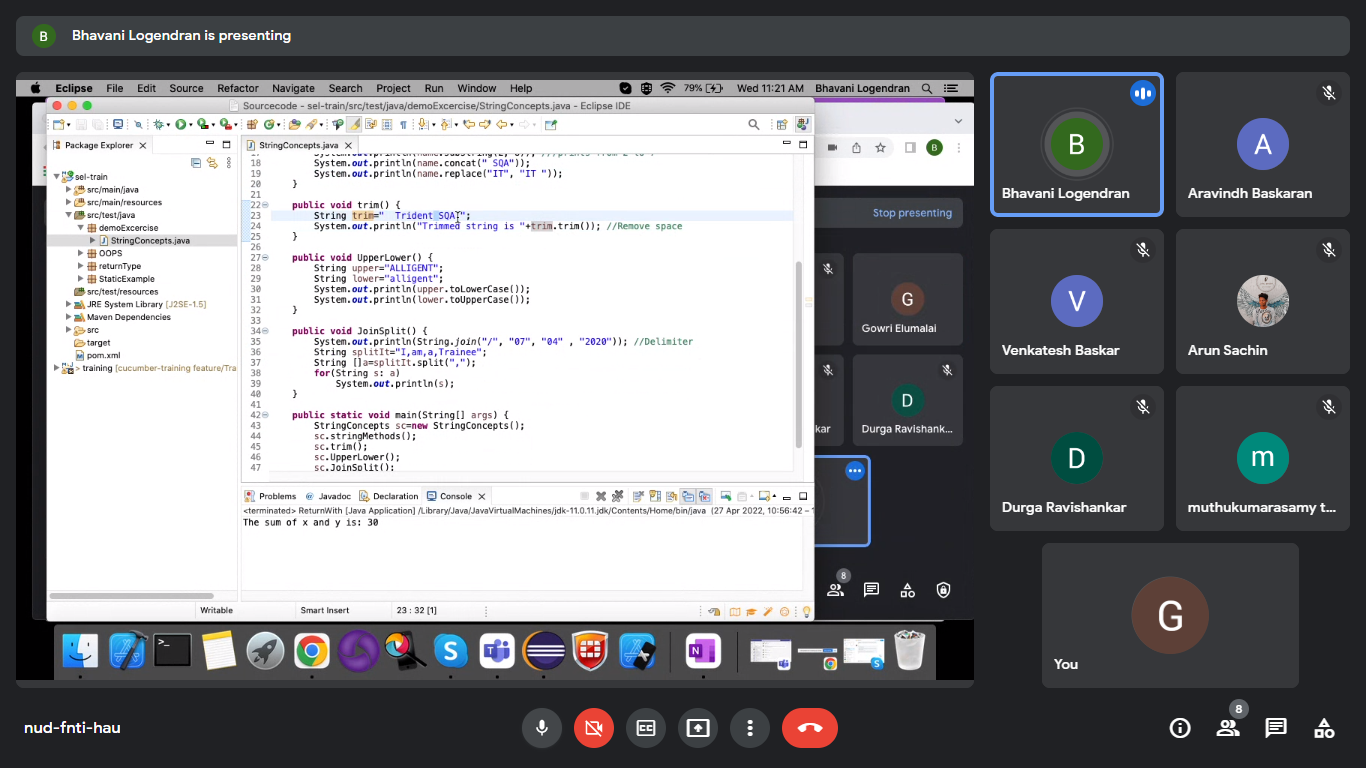 B Bhavani Logendran is presenting
Eclipse File Edit Source Refactor Navigate Search Project Run Window Help 79% Wed 11:21 AM Bhavani Logendran
Sourcecode - sel-train/src/test/java/demoExcercise/StringConcepts.java - Eclipse IDE
Package Explorer
sel-train
src/main/java
src/main/resources
src/test/java
demoExcercise
StringConcepts.java
OOPS
returnType
StaticExample
src/test/resources
JRE System Library [J2SE-1.5]
Maven Dependencies
src
target
pom.xml
> training [cucumber-training feature/Tra
StringConcepts.java
18 System.out.println(name.concat(" SQA"));
19 System.out.println(name.replace("IT", "IT "));
20 }
21
22 public void trim() {
23 String trim="  Trident SQA ";
24 System.out.println("Trimmed string is "+trim.trim()); //Remove space
25 }
26
27 public void UpperLower() {
28 String upper="ALLIGENT";
29 String lower="alligent";
30 System.out.println(upper.toLowerCase());
31 System.out.println(lower.toUpperCase());
32 }
33
34 public void JoinSplit() {
35 System.out.println(String.join("/", "07", "04" , "2020")); //Delimiter
36 String splitIt="I,am,a,Trainee";
37 String []a=splitIt.split(",");
38 for(String s: a)
39 System.out.println(s);
40 }
41
42 public static void main(String[] args) {
43 StringConcepts sc=new StringConcepts();
44 sc.stringMethods();
45 sc.trim();
46 sc.UpperLower();
47 sc.JoinSplit();
Problems Javadoc Declaration Console
<terminated> ReturnWith [Java Application] /Library/Java/JavaVirtualMachines/jdk-11.0.11.jdk/Contents/Home/bin/java (27 Apr 2022, 10:56:42 –
The sum of x and y is: 30
Writable Smart Insert 23 : 32 [1]
B
Stop presenting
G
Gowri Elumalai
kar
D
Durga Ravishank...
8
B
Bhavani Logendran
A
Aravindh Baskaran
V
Venkatesh Baskar
Arun Sachin
D
Durga Ravishankar
m
muthukumarasamy t...
G
You
nud-fnti-hau
8